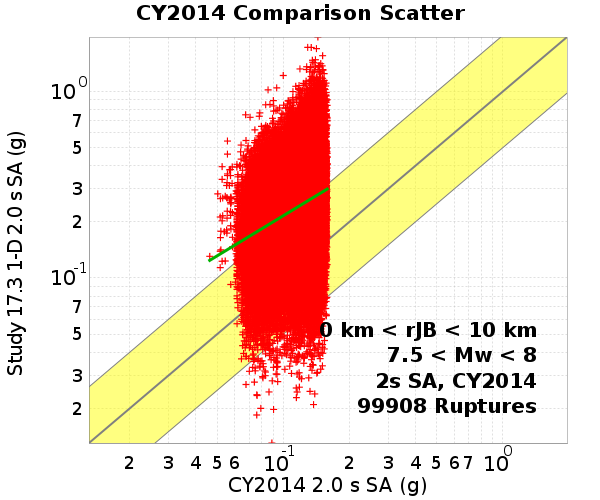 CY2014 Comparison Scatter
Study 17.3 1-D 2.0 s SA (g)
10^0
7
5
3
2
10^-1
7
5
3
2
0 km < rJB < 10 km
7.5 < Mw < 8
2s SA, CY2014
99908 Ruptures
2 3 4 5 6 10^-1 2 3 4 5 6 7 10^0
CY2014 2.0 s SA (g)